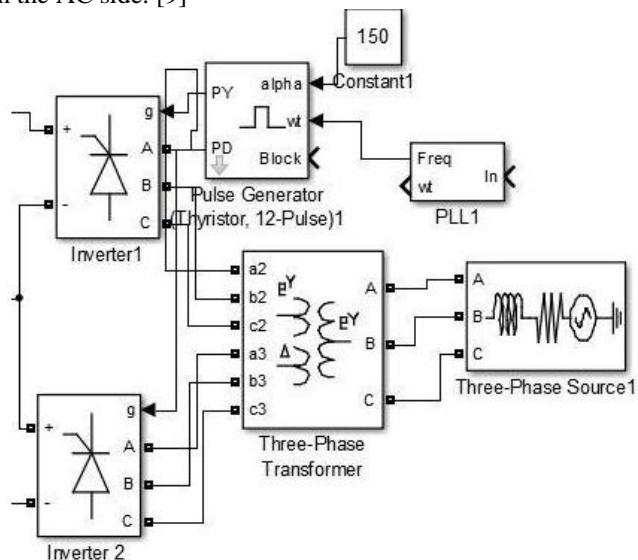 n the AC side. [9]
150
Constant1
PY
alpha
wt
PD
Block
Pulse Generator
(Thyristor, 12-Pulse)1
Freq
wt
In
PLL1
+
-
g
A
B
C
Inverter1
a2
b2
c2
a3
b3
c3
Y
Δ
Y
A
B
C
Three-Phase
Transformer
A
B
C
Three-Phase Source1
+
-
g
A
B
C
Inverter 2